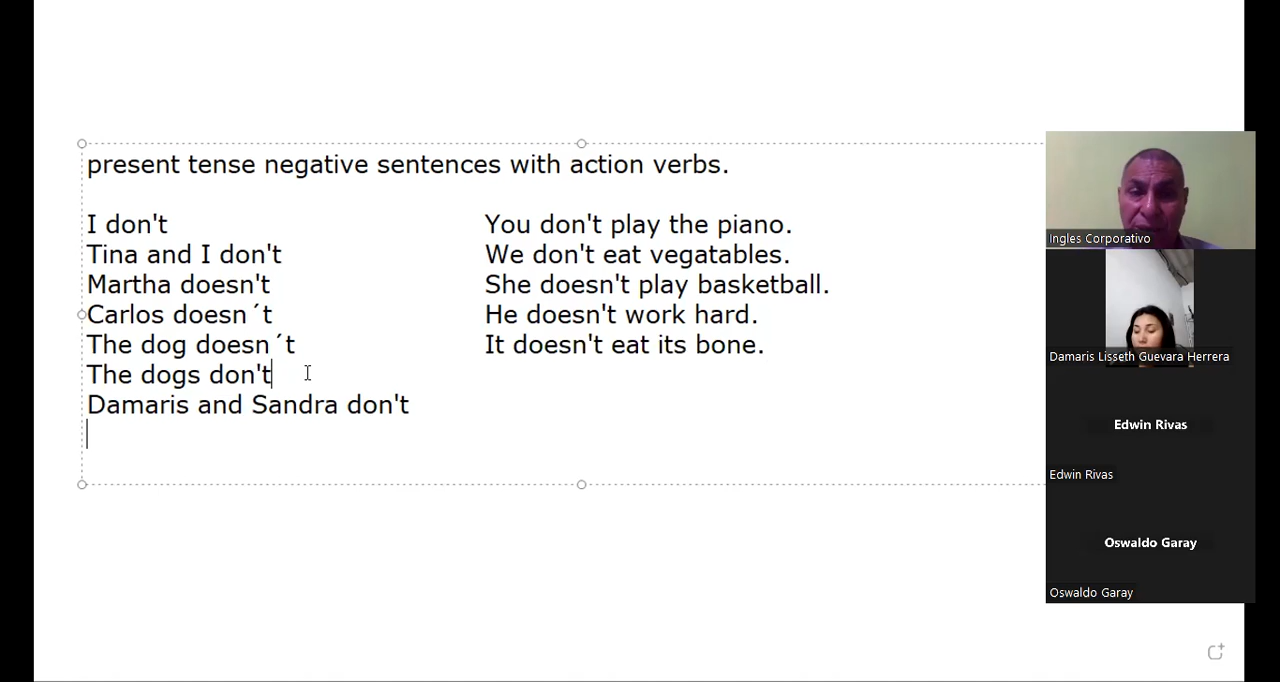 present tense negative sentences with action verbs.
I don't
Tina and I don't
Martha doesn't
Carlos doesn´t
The dog doesn´t
The dogs don't
Damaris and Sandra don't
You don't play the piano.
We don't eat vegatables.
She doesn't play basketball.
He doesn't work hard.
It doesn't eat its bone.
Ingles Corporativo
Damaris Lisseth Guevara Herrera
Edwin Rivas
Edwin Rivas
Oswaldo Garay
Oswaldo Garay